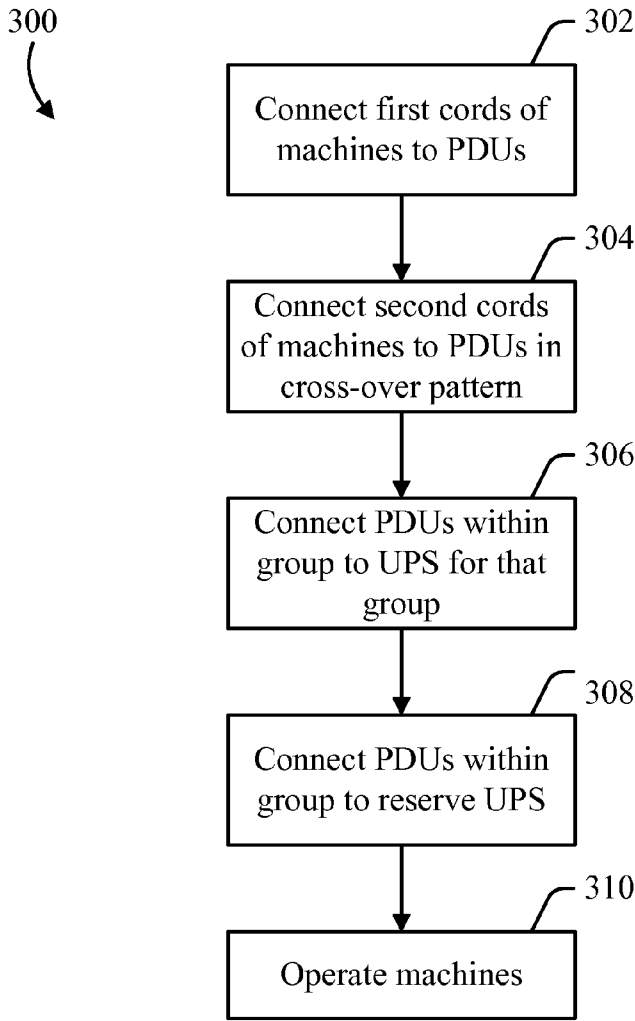 300
302
Connect first cords of
machines to PDUs
304
Connect second cords
of machines to PDUs in
cross-over pattern
306
Connect PDUs within
group to UPS for that
group
308
Connect PDUs within
group to reserve UPS
310
Operate machines